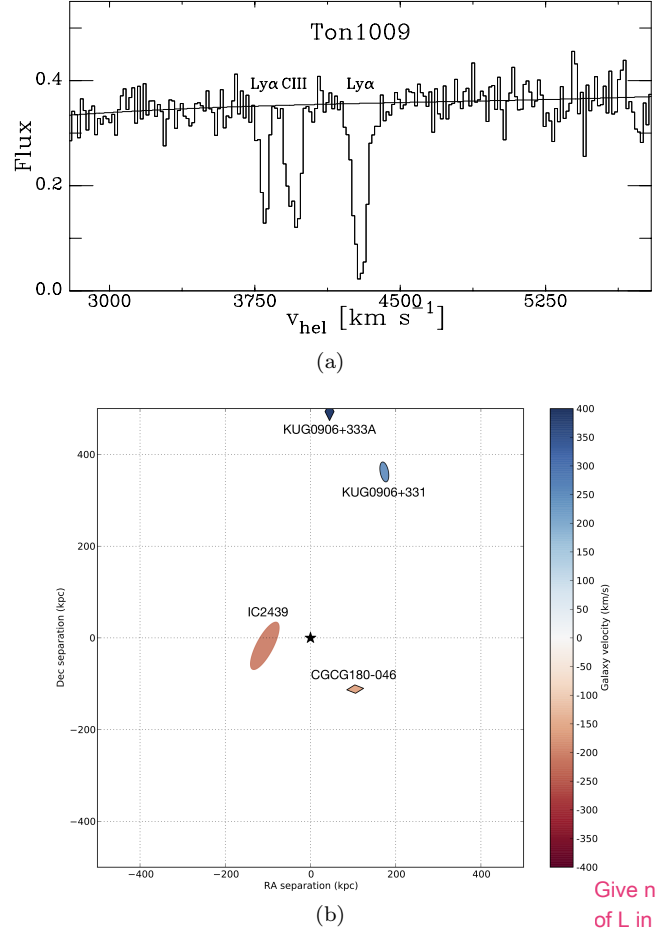 Ton1009
Lyα CIII Lyα
0.4
Flux
0.2
0.0
3000 3750 4500 5250
v_hel [km s⁻¹]
(a)
KUG0906+333A
KUG0906+331
IC2439
CGCG180-046
400
200
0
−200
−400
Dec separation (kpc)
−400 −200 0 200 400
RA separation (kpc)
400
350
300
250
200
150
100
50
0
-50
-100
-150
-200
-250
-300
-350
-400
Galaxy velocity (km/s)
(b)
Give n
of L in